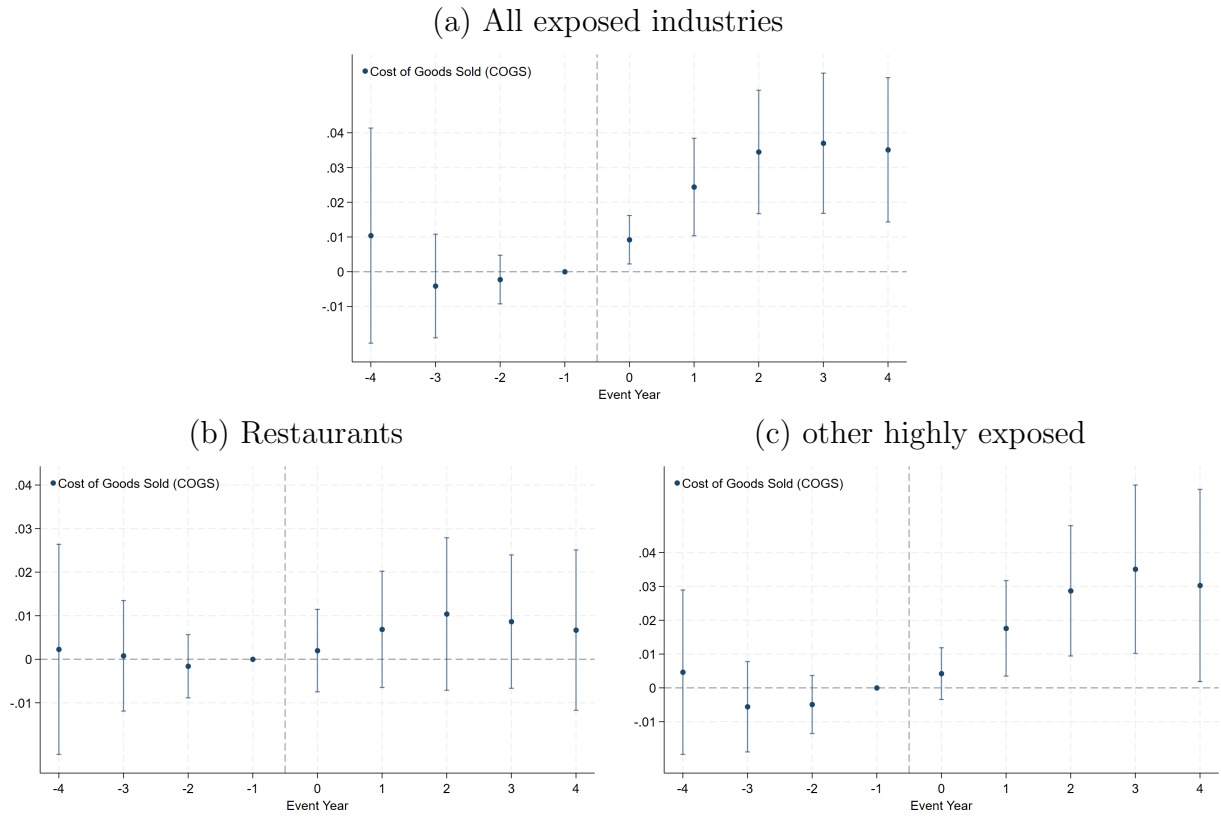 (a) All exposed industries
Cost of Goods Sold (COGS)
.04
.03
.02
.01
0
-.01
-4 -3 -2 -1 0 1 2 3 4
Event Year
(b) Restaurants
Cost of Goods Sold (COGS)
.04
.03
.02
.01
0
-.01
-4 -3 -2 -1 0 1 2 3 4
Event Year
(c) other highly exposed
Cost of Goods Sold (COGS)
.04
.03
.02
.01
0
-.01
-4 -3 -2 -1 0 1 2 3 4
Event Year